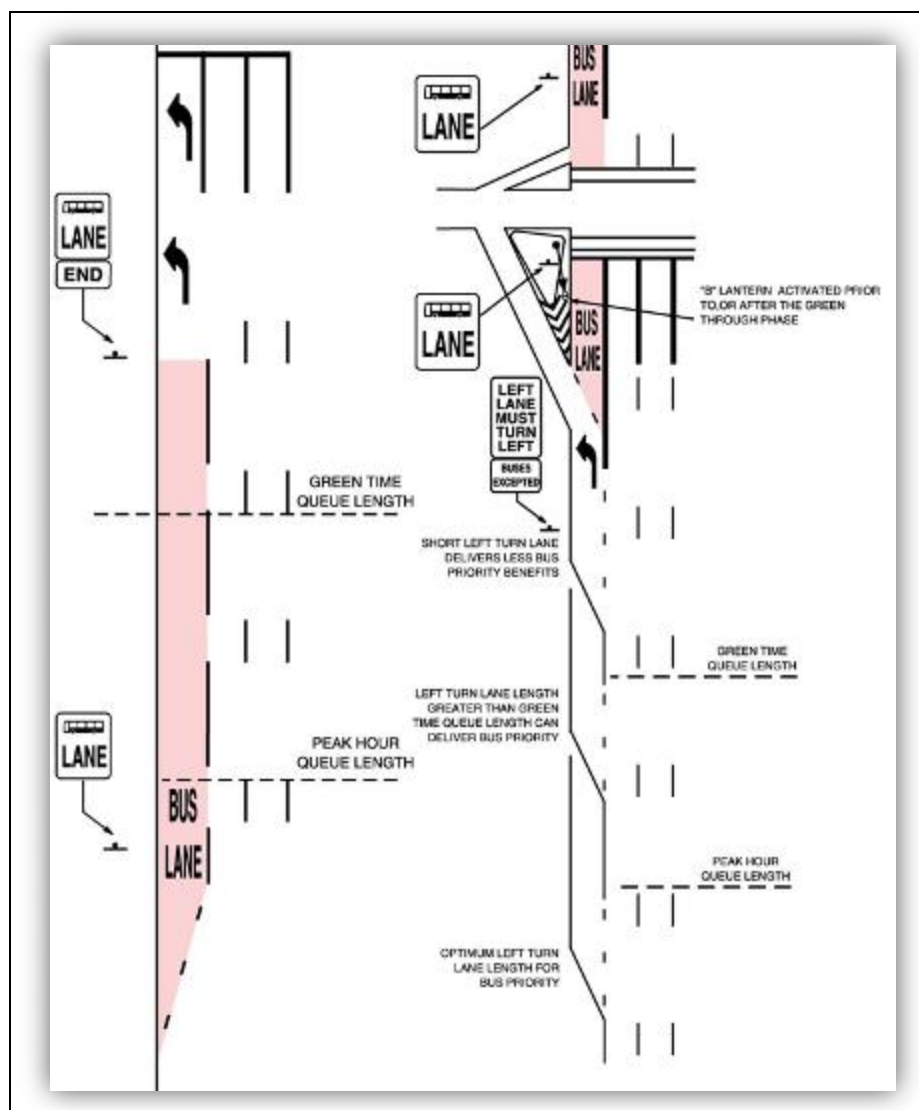 LANE
END
GREEN TIME
QUEUE LENGTH
PEAK HOUR
QUEUE LENGTH
LANE
BUS
LANE
BUS
LANE
LANE
"B" LANTERN ACTIVATED PRIOR
TO,OR AFTER THE GREEN
THROUGH PHASE
LANE
BUS
LANE
LEFT
LANE
MUST
TURN
LEFT
BUSES
EXCEPTED
SHORT LEFT TURN LANE
DELIVERS LESS BUS
PRIORITY BENEFITS
GREEN TIME
QUEUE LENGTH
LEFT TURN LANE LENGTH
GREATER THAN GREEN
TIME QUEUE LENGTH CAN
DELIVER BUS PRIORITY
PEAK HOUR
QUEUE LENGTH
OPTIMUM LEFT TURN
LANE LENGTH FOR
BUS PRIORITY